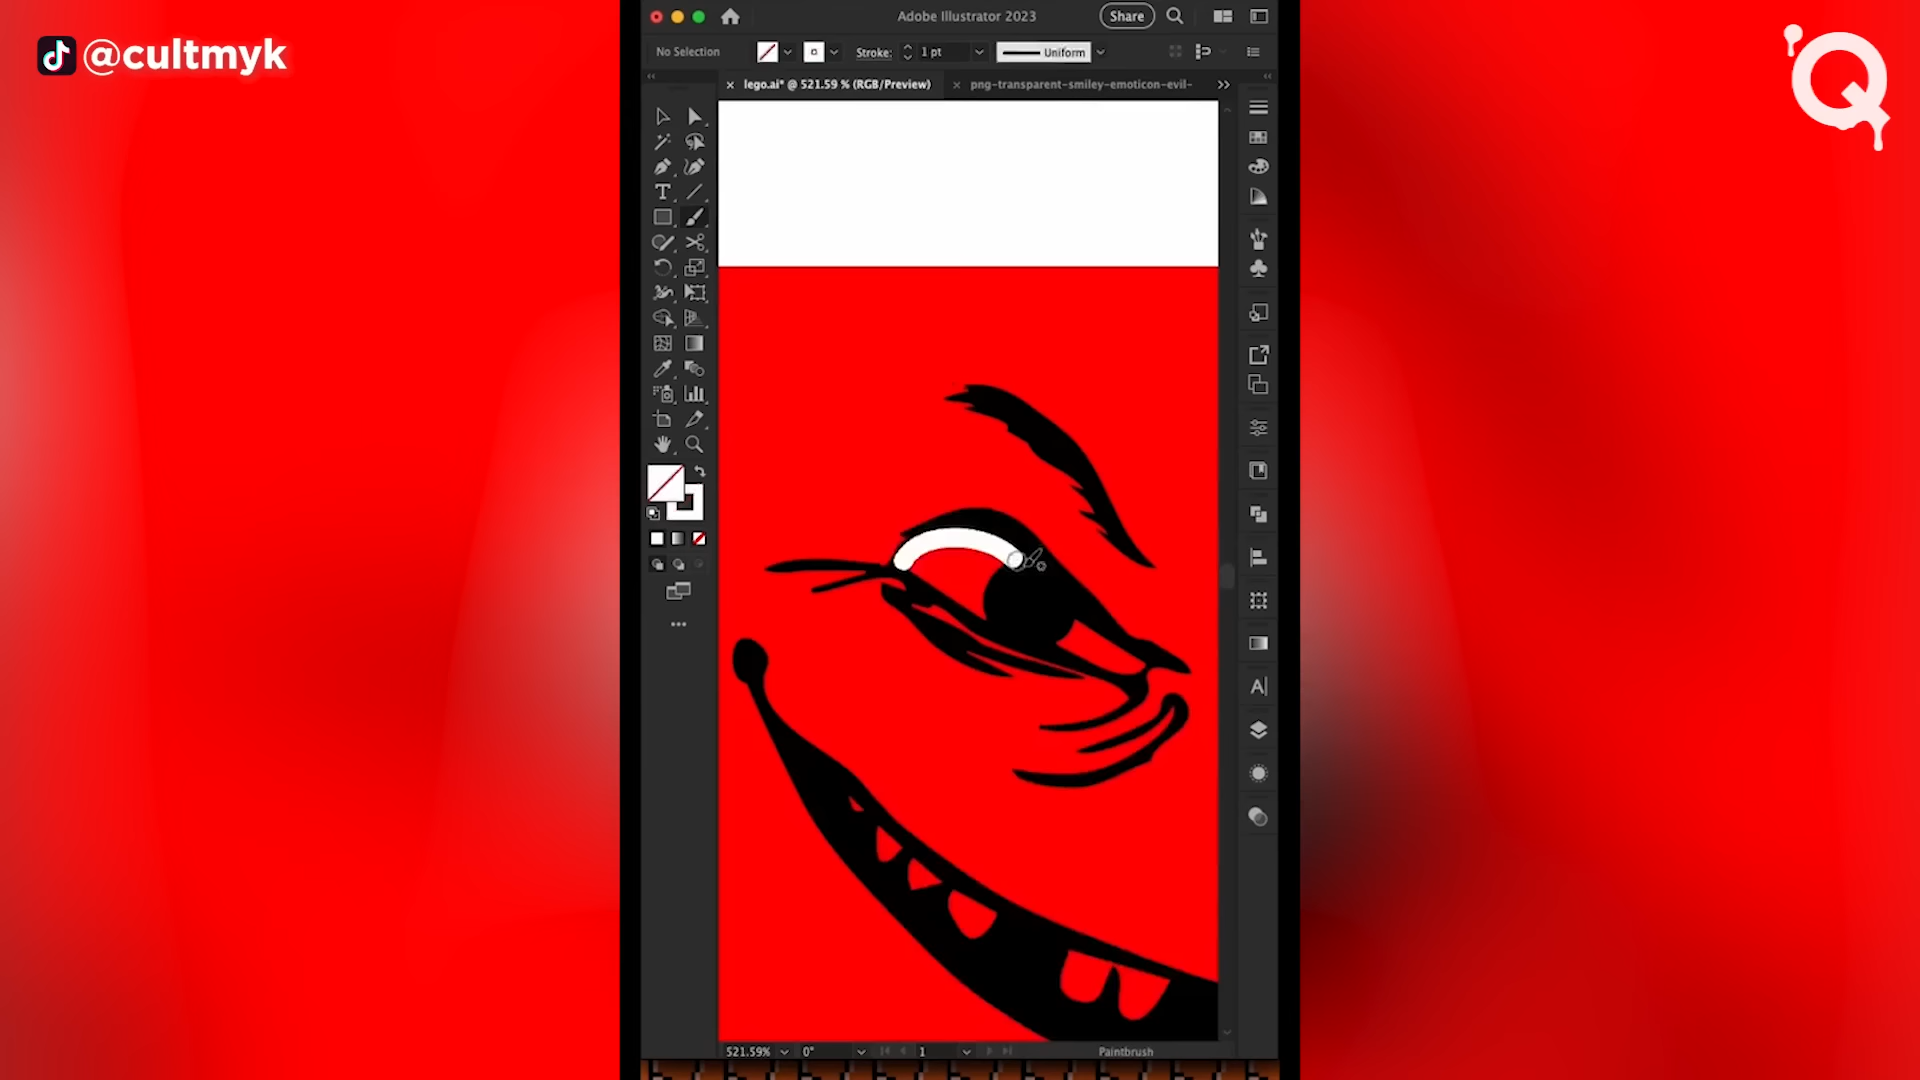 @cultmyk
Adobe Illustrator 2023
Share
No Selection
Stroke:
1 pt
Uniform
lego.ai* @ 521.59 % (RGB/Preview)
png-transparent-smiley-emoticon-evil-
521.59%
0°
1
Paintbrush